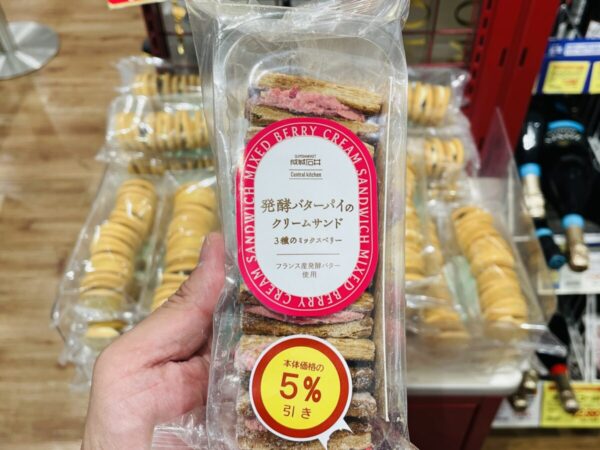 SUPERMARKET
成城石井
Central kitchen
発酵バターパイの
クリームサンド
3種のミックスベリー
フランス産発酵バター
使用
MIXED BERRY CREAM SANDWICH MIXED BERRY CREAM SANDWICH
本体価格の
5%
引き